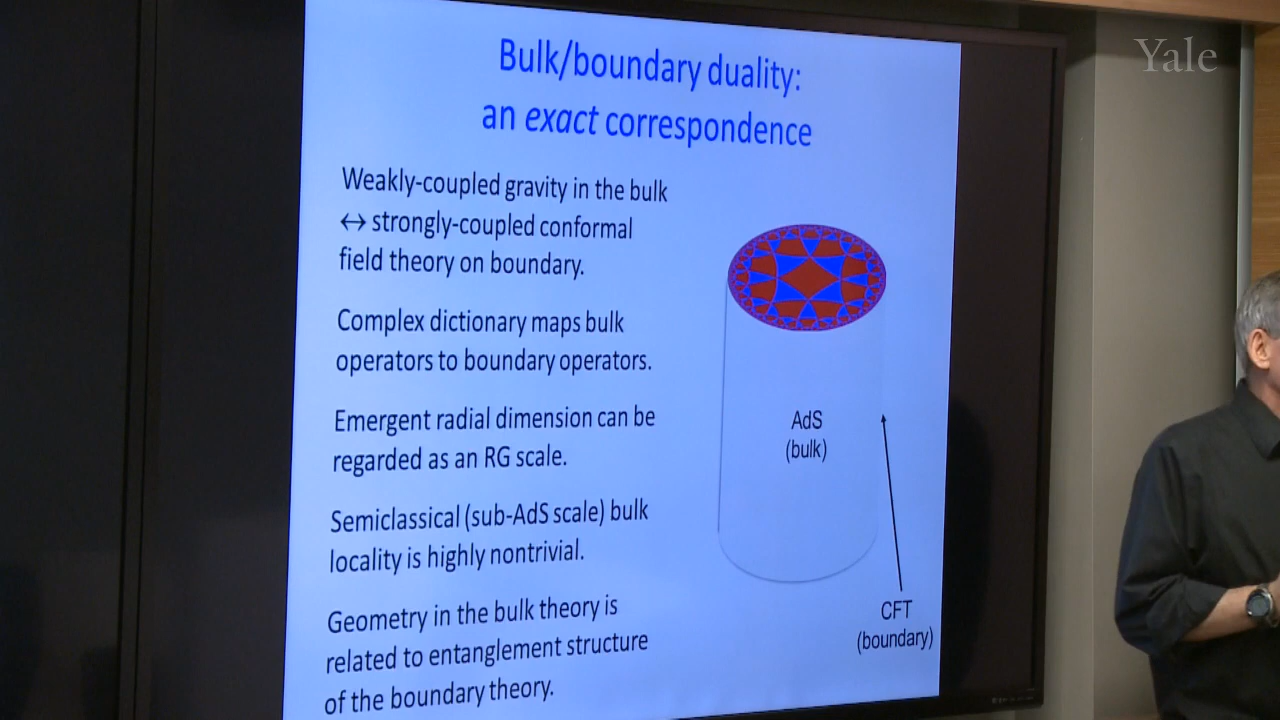 Yale
Bulk/boundary duality:
an exact correspondence
Weakly-coupled gravity in the bulk
↔ strongly-coupled conformal
field theory on boundary.
Complex dictionary maps bulk
operators to boundary operators.
Emergent radial dimension can be
regarded as an RG scale.
Semiclassical (sub-AdS scale) bulk
locality is highly nontrivial.
Geometry in the bulk theory is
related to entanglement structure
of the boundary theory.
AdS
(bulk)
CFT
(boundary)